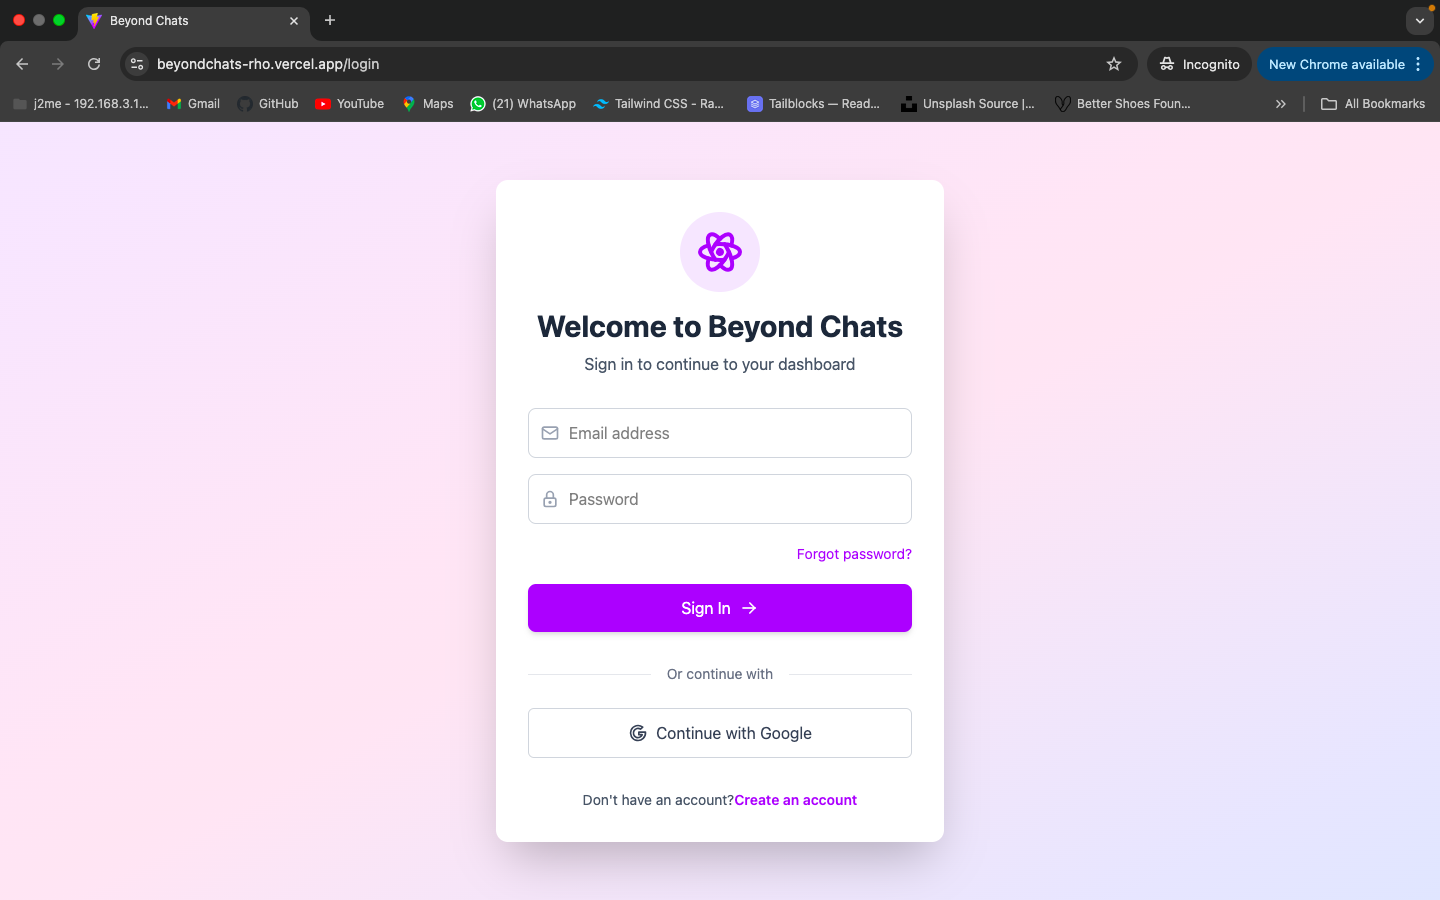 Beyond Chats
beyondchats-rho.vercel.app/login
Incognito
New Chrome available
j2me - 192.168.3.1...
Gmail
GitHub
YouTube
Maps
(21) WhatsApp
Tailwind CSS - Ra...
Tailblocks — Read...
Unsplash Source |...
Better Shoes Foun...
All Bookmarks
Welcome to Beyond Chats
Sign in to continue to your dashboard
Email address
Password
Forgot password?
Sign In
Or continue with
Continue with Google
Don't have an account?Create an account